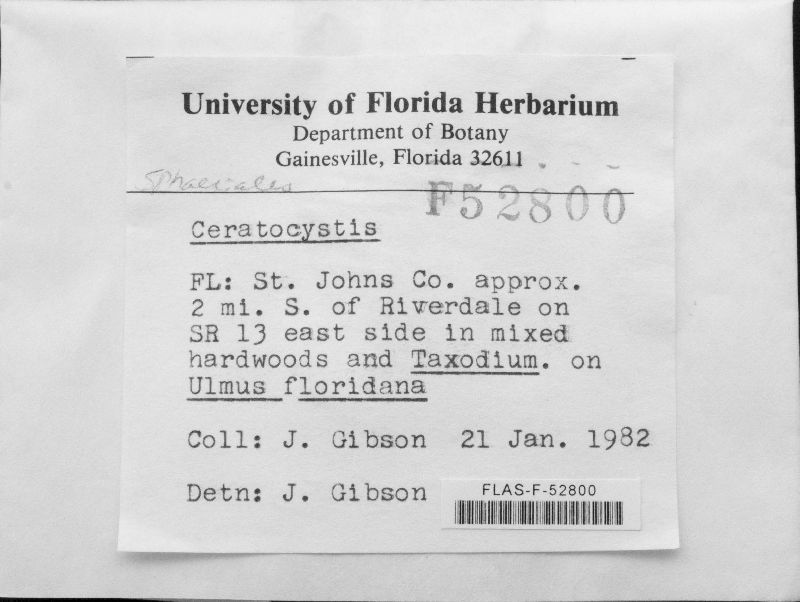 University of Florida Herbarium
Department of Botany
Gainesville, Florida 32611
Sphaeriales
F52800
Ceratocystis
FL: St. Johns Co. approx.
2 mi. S. of Riverdale on
SR 13 east side in mixed
hardwoods and Taxodium. on
Ulmus floridana
Coll: J. Gibson 21 Jan. 1982
Detn: J. Gibson
FLAS-F-52800